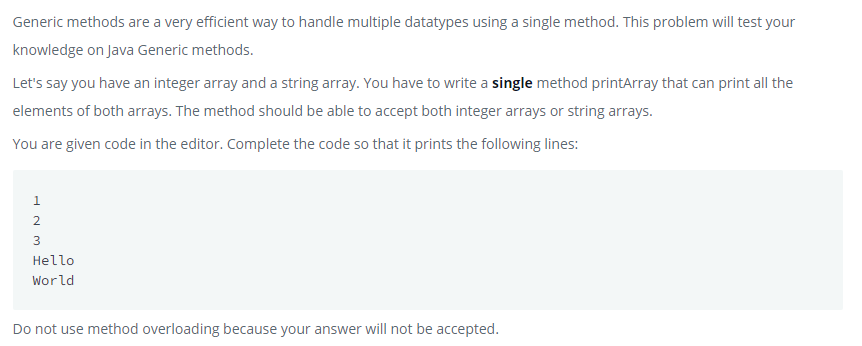 Generic methods are a very efficient way to handle multiple datatypes using a single method. This problem will test your
knowledge on Java Generic methods.
Let's say you have an integer array and a string array. You have to write a single method printArray that can print all the
elements of both arrays. The method should be able to accept both integer arrays or string arrays.
You are given code in the editor. Complete the code so that it prints the following lines:
1
2
3
Hello
World
Do not use method overloading because your answer will not be accepted.